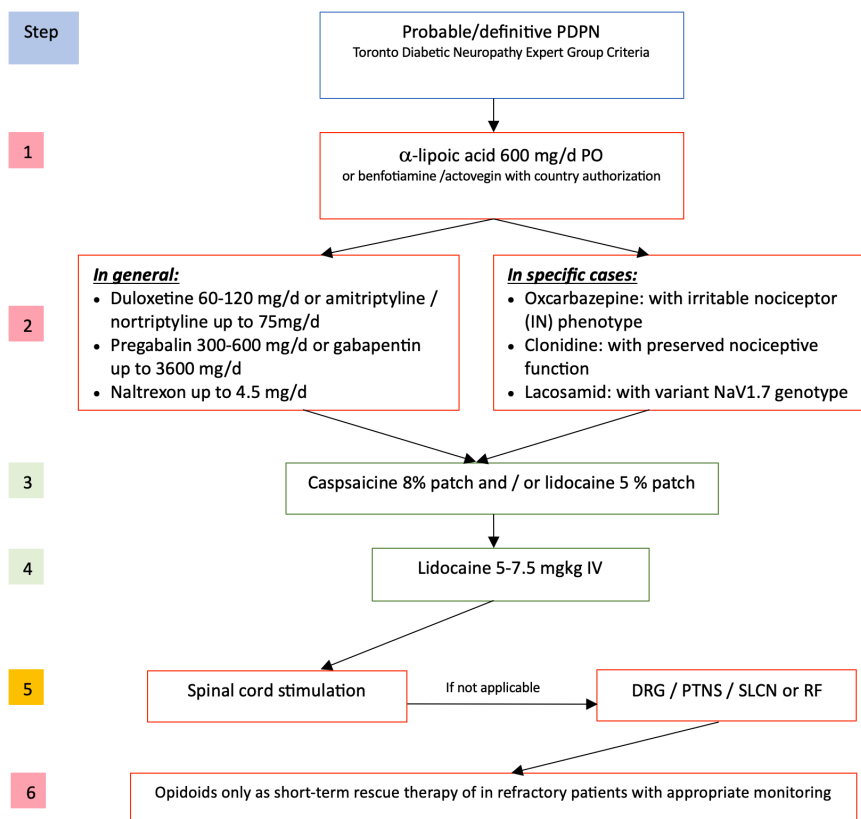 Step
Probable/definitive PDPN
Toronto Diabetic Neuropathy Expert Group Criteria
1
α-lipoic acid 600 mg/d PO
or benfotiamine /actovegin with country authorization
2
In general:
• Duloxetine 60-120 mg/d or amitriptyline /
nortriptyline up to 75mg/d
• Pregabalin 300-600 mg/d or gabapentin
up to 3600 mg/d
• Naltrexon up to 4.5 mg/d
In specific cases:
• Oxcarbazepine: with irritable nociceptor
(IN) phenotype
• Clonidine: with preserved nociceptive
function
• Lacosamid: with variant NaV1.7 genotype
3
Caspsaicine 8% patch and / or lidocaine 5 % patch
4
Lidocaine 5-7.5 mgkg IV
5
Spinal cord stimulation
If not applicable
DRG / PTNS / SLCN or RF
6
Opidoids only as short-term rescue therapy of in refractory patients with appropriate monitoring